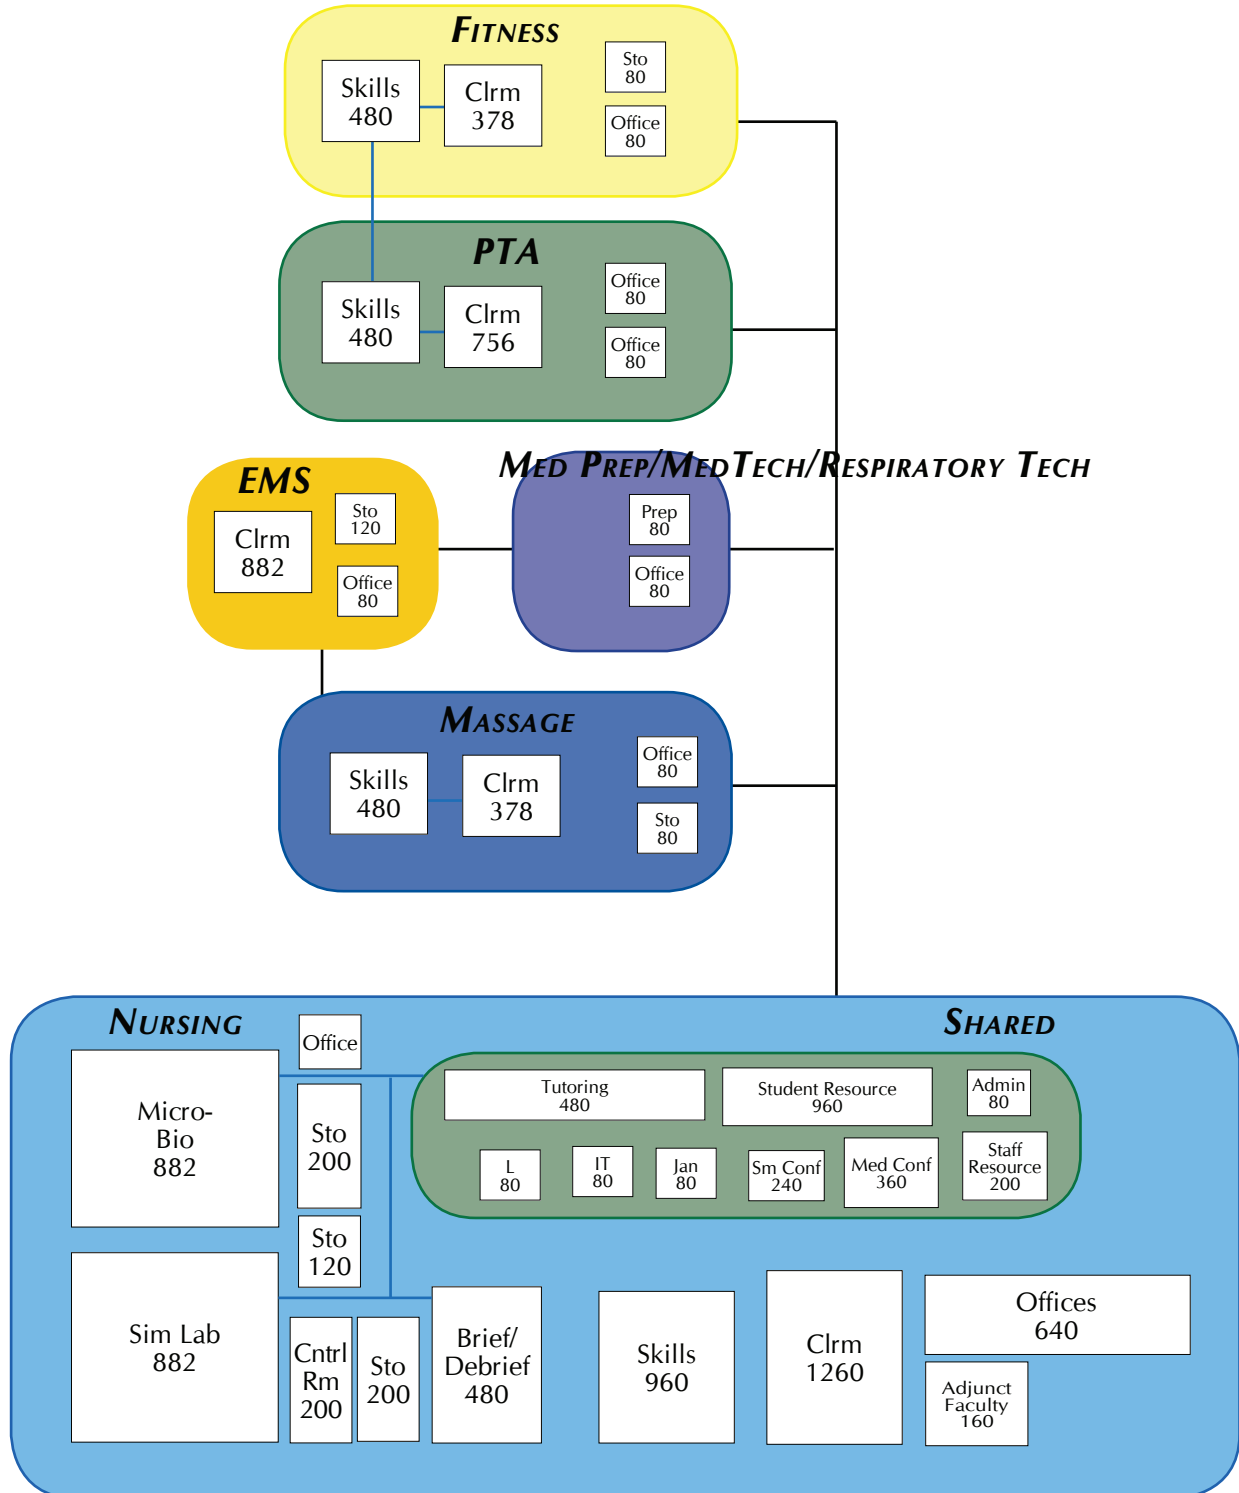 FITNESS
Skills
480
Clrm
378
Sto
80
Office
80
PTA
Skills
480
Clrm
756
Office
80
Office
80
EMS
Clrm
882
Sto
120
Office
80
MED PREP/MEDTECH/RESPIRATORY TECH
Prep
80
Office
80
MASSAGE
Skills
480
Clrm
378
Office
80
Sto
80
NURSING
SHARED
Office
Micro-
Bio
882
Sto
200
Sto
120
Tutoring
480
Student Resource
960
Admin
80
L
80
IT
80
Jan
80
Sm Conf
240
Med Conf
360
Staff
Resource
200
Sim Lab
882
Cntrl
Rm
200
Sto
200
Brief/
Debrief
480
Skills
960
Clrm
1260
Offices
640
Adjunct
Faculty
160